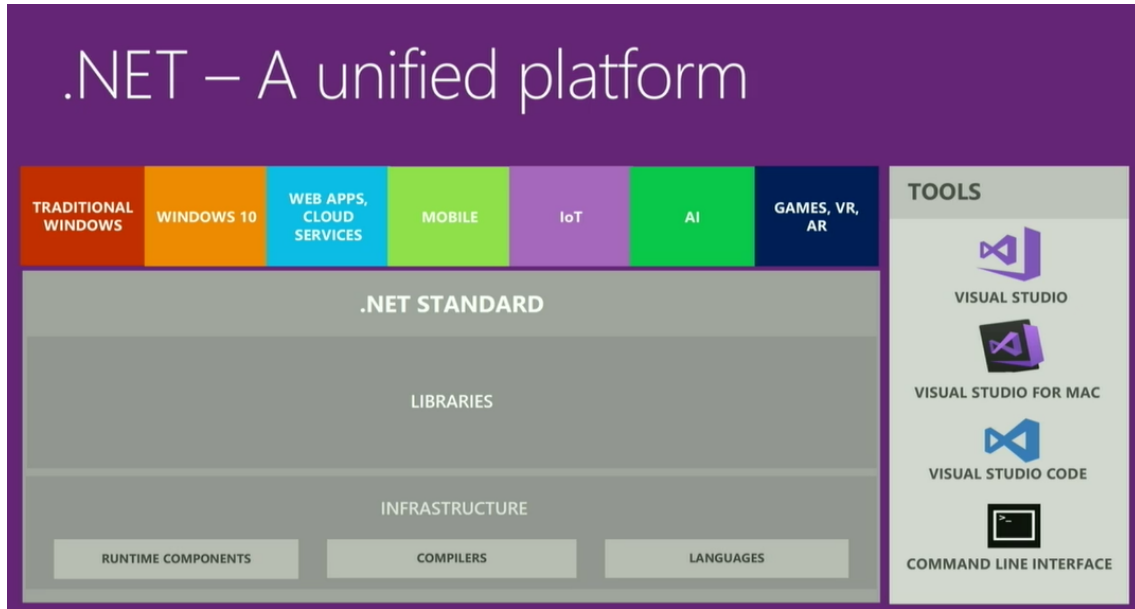 .NET – A unified platform
TRADITIONAL
WINDOWS
WINDOWS 10
WEB APPS,
CLOUD
SERVICES
MOBILE
IoT
AI
GAMES, VR,
AR
.NET STANDARD
LIBRARIES
INFRASTRUCTURE
RUNTIME COMPONENTS
COMPILERS
LANGUAGES
TOOLS
VISUAL STUDIO
VISUAL STUDIO FOR MAC
VISUAL STUDIO CODE
>_
COMMAND LINE INTERFACE